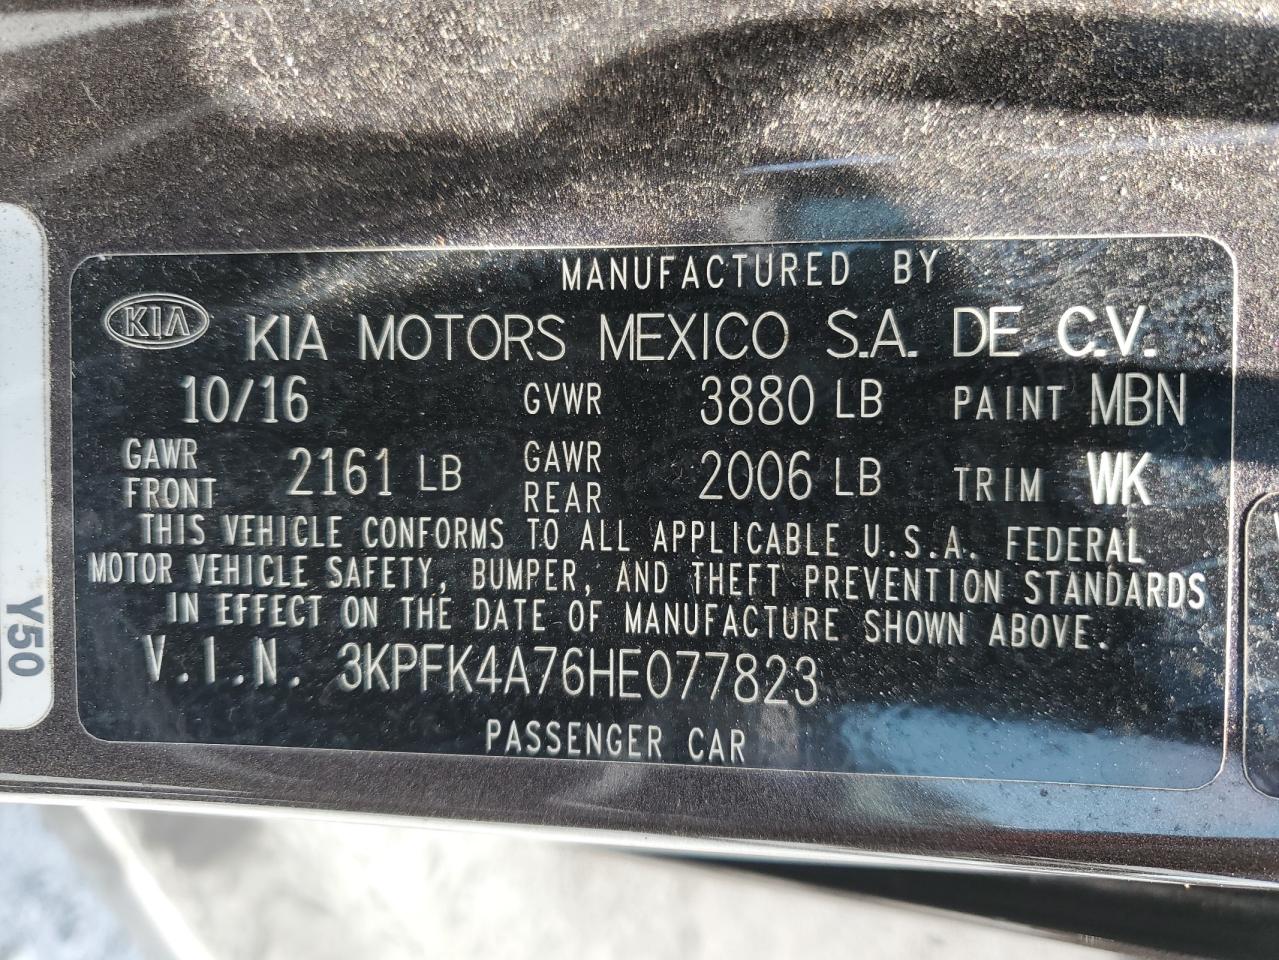 MANUFACTURED BY
KIA KIA MOTORS MEXICO S.A. DE C.V.
10/16 GVWR 3880 LB PAINT MBN
GAWR FRONT 2161 LB GAWR REAR 2006 LB TRIM WK
THIS VEHICLE CONFORMS TO ALL APPLICABLE U.S.A. FEDERAL
MOTOR VEHICLE SAFETY, BUMPER, AND THEFT PREVENTION STANDARDS
IN EFFECT ON THE DATE OF MANUFACTURE SHOWN ABOVE.
V.I.N. 3KPFK4A76HE077823
PASSENGER CAR
Y50